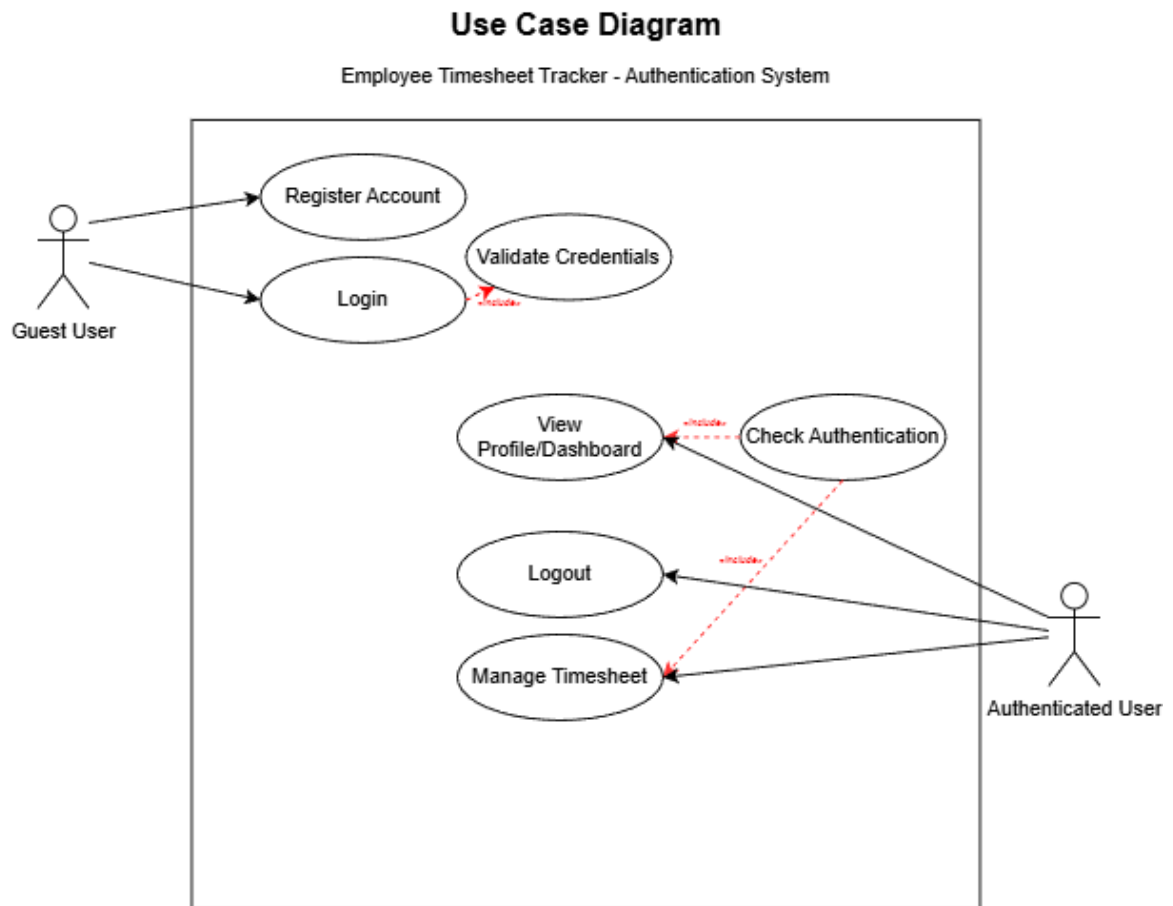 Use Case Diagram
Employee Timesheet Tracker - Authentication System
Register Account
Validate Credentials
Login
«include»
Guest User
View
Profile/Dashboard
«include»
Check Authentication
Logout
«include»
Manage Timesheet
Authenticated User